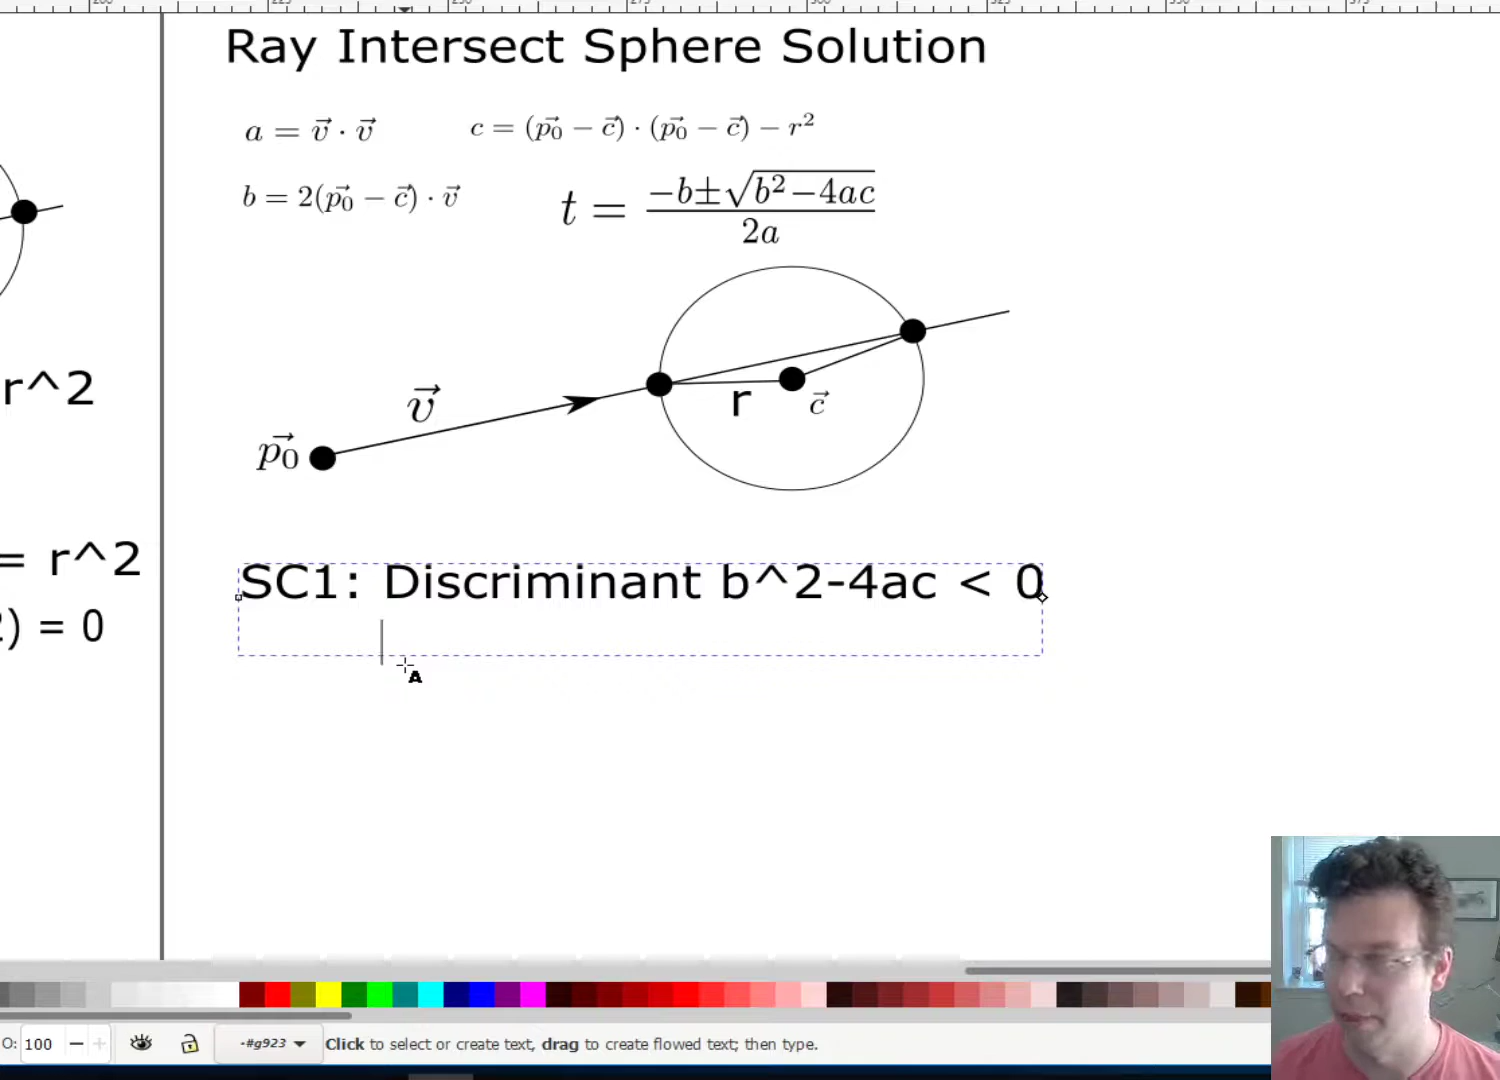 Ray Intersect Sphere Solution
a = v⃗ · v⃗
c = (p⃗₀ − c⃗) · (p⃗₀ − c⃗) − r²
b = 2(p⃗₀ − c⃗) · v⃗
t = (−b±√(b²−4ac))/(2a)
v⃗
r
c⃗
p⃗₀
r^2
= r^2
2) = 0
SC1: Discriminant b^2-4ac < 0
A
O: 100
-#g923
Click to select or create text, drag to create flowed text; then type.